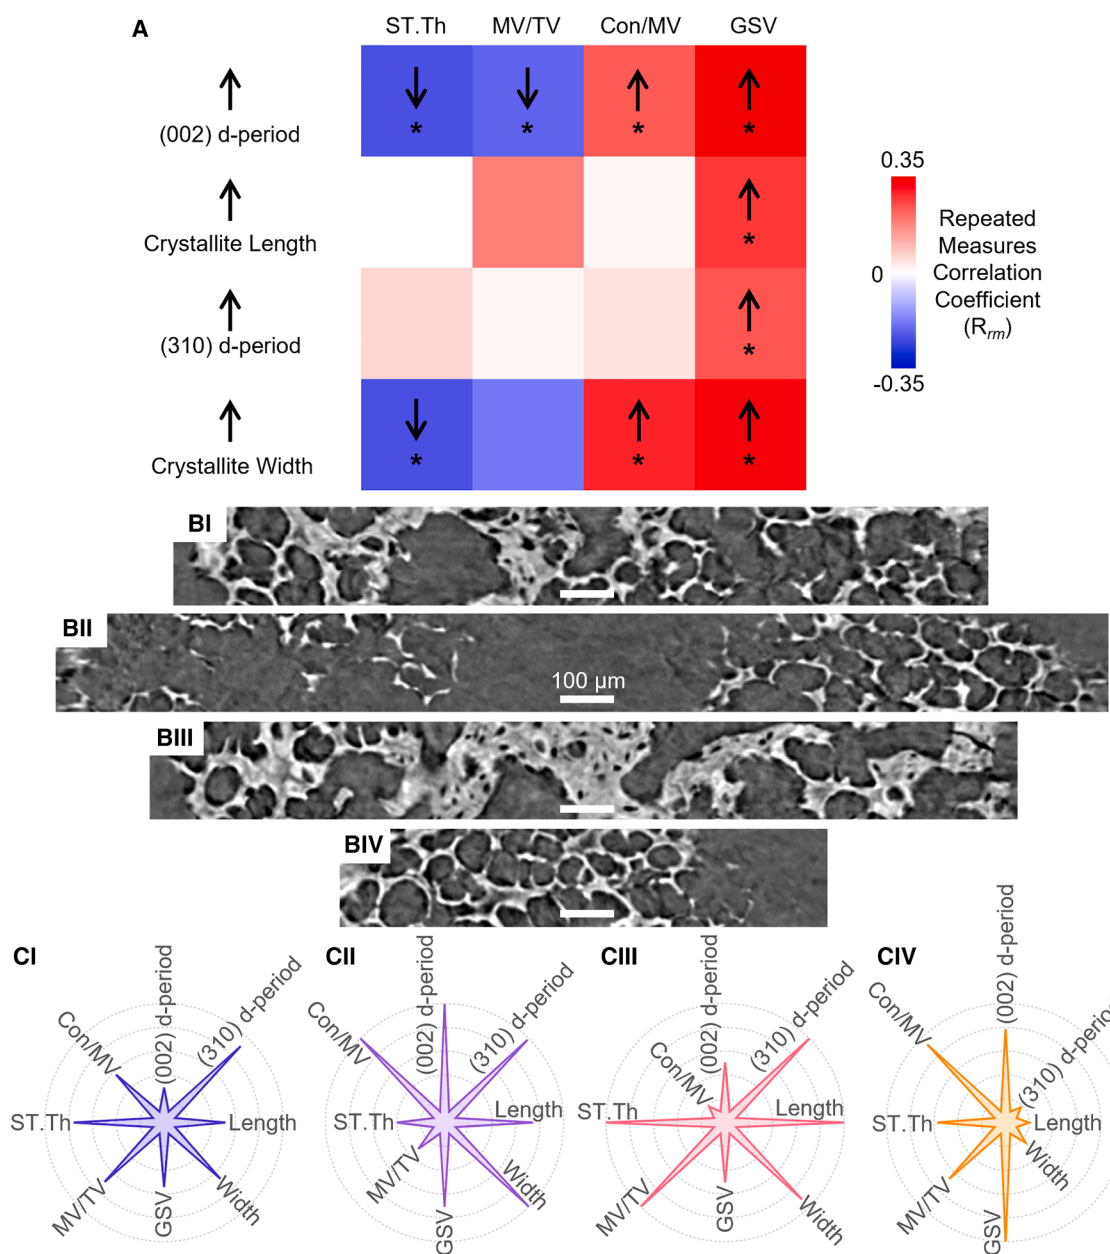 A
ST.Th MV/TV Con/MV GSV
(002) d-period
* * * *
Crystallite Length
*
(310) d-period
*
Crystallite Width
* * *
0.35
0
-0.35
Repeated
Measures
Correlation
Coefficient
(Rrm)
BI
BII
100 μm
BIII
BIV
CI
(002) d-period
(310) d-period
Length
Width
GSV
MV/TV
ST.Th
Con/MV
CII
(002) d-period
(310) d-period
Length
Width
GSV
MV/TV
ST.Th
Con/MV
CIII
(002) d-period
(310) d-period
Length
Width
GSV
MV/TV
ST.Th
Con/MV
CIV
(002) d-period
(310) d-period
Length
Width
GSV
MV/TV
ST.Th
Con/MV